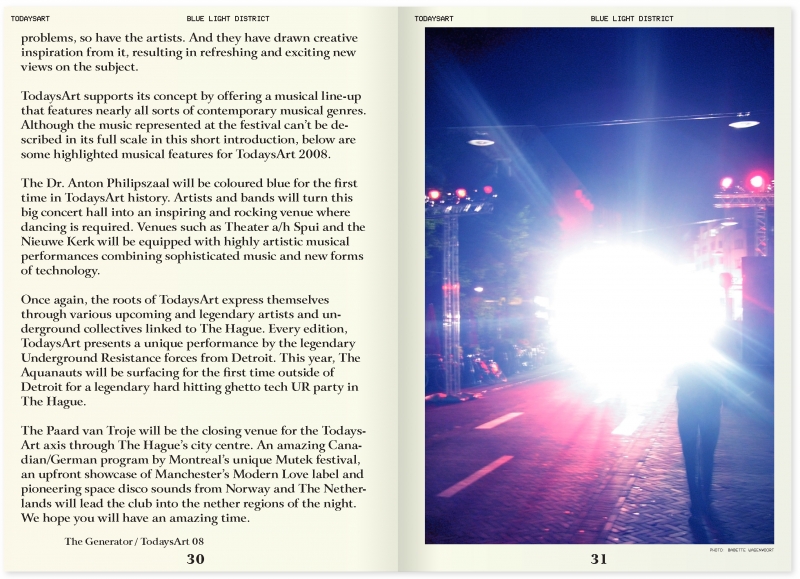 TODAYSART
BLUE LIGHT DISTRICT
problems, so have the artists. And they have drawn creative
inspiration from it, resulting in refreshing and exciting new
views on the subject.
TodaysArt supports its concept by offering a musical line-up
that features nearly all sorts of contemporary musical genres.
Although the music represented at the festival can't be de-
scribed in its full scale in this short introduction, below are
some highlighted musical features for TodaysArt 2008.
The Dr. Anton Philipszaal will be coloured blue for the first
time in TodaysArt history. Artists and bands will turn this
big concert hall into an inspiring and rocking venue where
dancing is required. Venues such as Theater a/h Spui and the
Nieuwe Kerk will be equipped with highly artistic musical
performances combining sophisticated music and new forms
of technology.
Once again, the roots of TodaysArt express themselves
through various upcoming and legendary artists and un-
derground collectives linked to The Hague. Every edition,
TodaysArt presents a unique performance by the legendary
Underground Resistance forces from Detroit. This year, The
Aquanauts will be surfacing for the first time outside of
Detroit for a legendary hard hitting ghetto tech UR party in
The Hague.
The Paard van Troje will be the closing venue for the Todays-
Art axis through The Hague's city centre. An amazing Cana-
dian/German program by Montreal's unique Mutek festival,
an upfront showcase of Manchester's Modern Love label and
pioneering space disco sounds from Norway and The Nether-
lands will lead the club into the nether regions of the night.
We hope you will have an amazing time.
The Generator / TodaysArt 08
30
TODAYSART
BLUE LIGHT DISTRICT
PHOTO: BABETTE WAGENVOORT
31